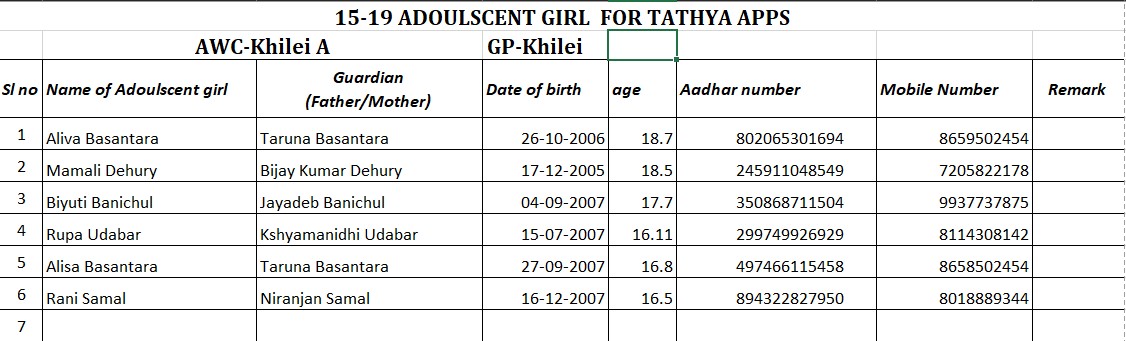 15-19 ADOULSCENT GIRL FOR TATHYA APPS
AWC-Khilei A GP-Khilei
Sl no Name of Adoulscent girl Guardian (Father/Mother) Date of birth age Aadhar number Mobile Number Remark
1 Aliva Basantara Taruna Basantara 26-10-2006 18.7 802065301694 8659502454
2 Mamali Dehury Bijay Kumar Dehury 17-12-2005 18.5 245911048549 7205822178
3 Biyuti Banichul Jayadeb Banichul 04-09-2007 17.7 350868711504 9937737875
4 Rupa Udabar Kshyamanidhi Udabar 15-07-2007 16.11 299749926929 8114308142
5 Alisa Basantara Taruna Basantara 27-09-2007 16.8 497466115458 8658502454
6 Rani Samal Niranjan Samal 16-12-2007 16.5 894322827950 8018889344
7